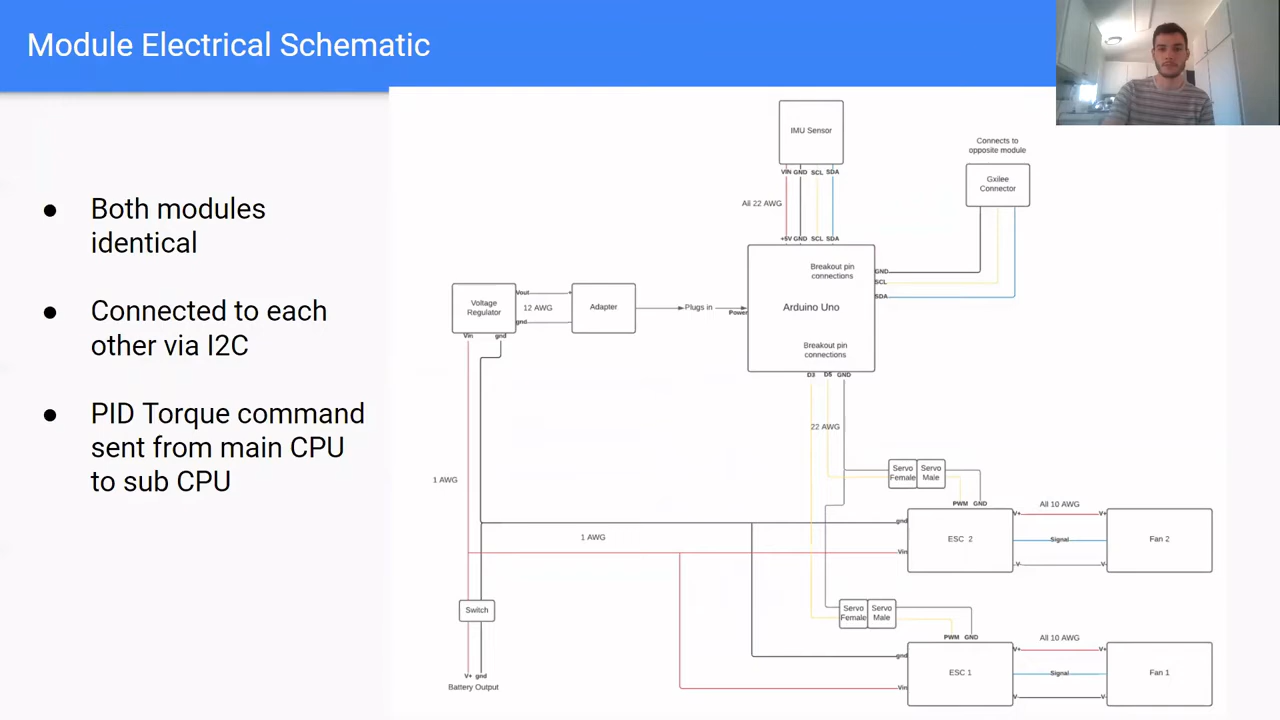 Module Electrical Schematic
● Both modules
identical
● Connected to each
other via I2C
● PID Torque command
sent from main CPU
to sub CPU
IMU Sensor
VIN GND SCL SDA
All 22 AWG
+5V GND SCL SDA
Connects to
opposite module
Gxilee
Connector
Breakout pin
connections
Arduino Uno
Breakout pin
connections
GND
SCL
SDA
Power
D3 D5 GND
Voltage
Regulator
Vout
gnd
Vin gnd
12 AWG
+
-
Adapter
Plugs in
22 AWG
Servo
Female
Servo
Male
PWM GND
1 AWG
1 AWG
gnd
Vin
ESC 2
V+
V-
All 10 AWG
Signal
V+
V-
Fan 2
Switch
V+ gnd
Battery Output
Servo
Female
Servo
Male
PWM GND
gnd
Vin
ESC 1
V+
V-
All 10 AWG
Signal
V+
V-
Fan 1